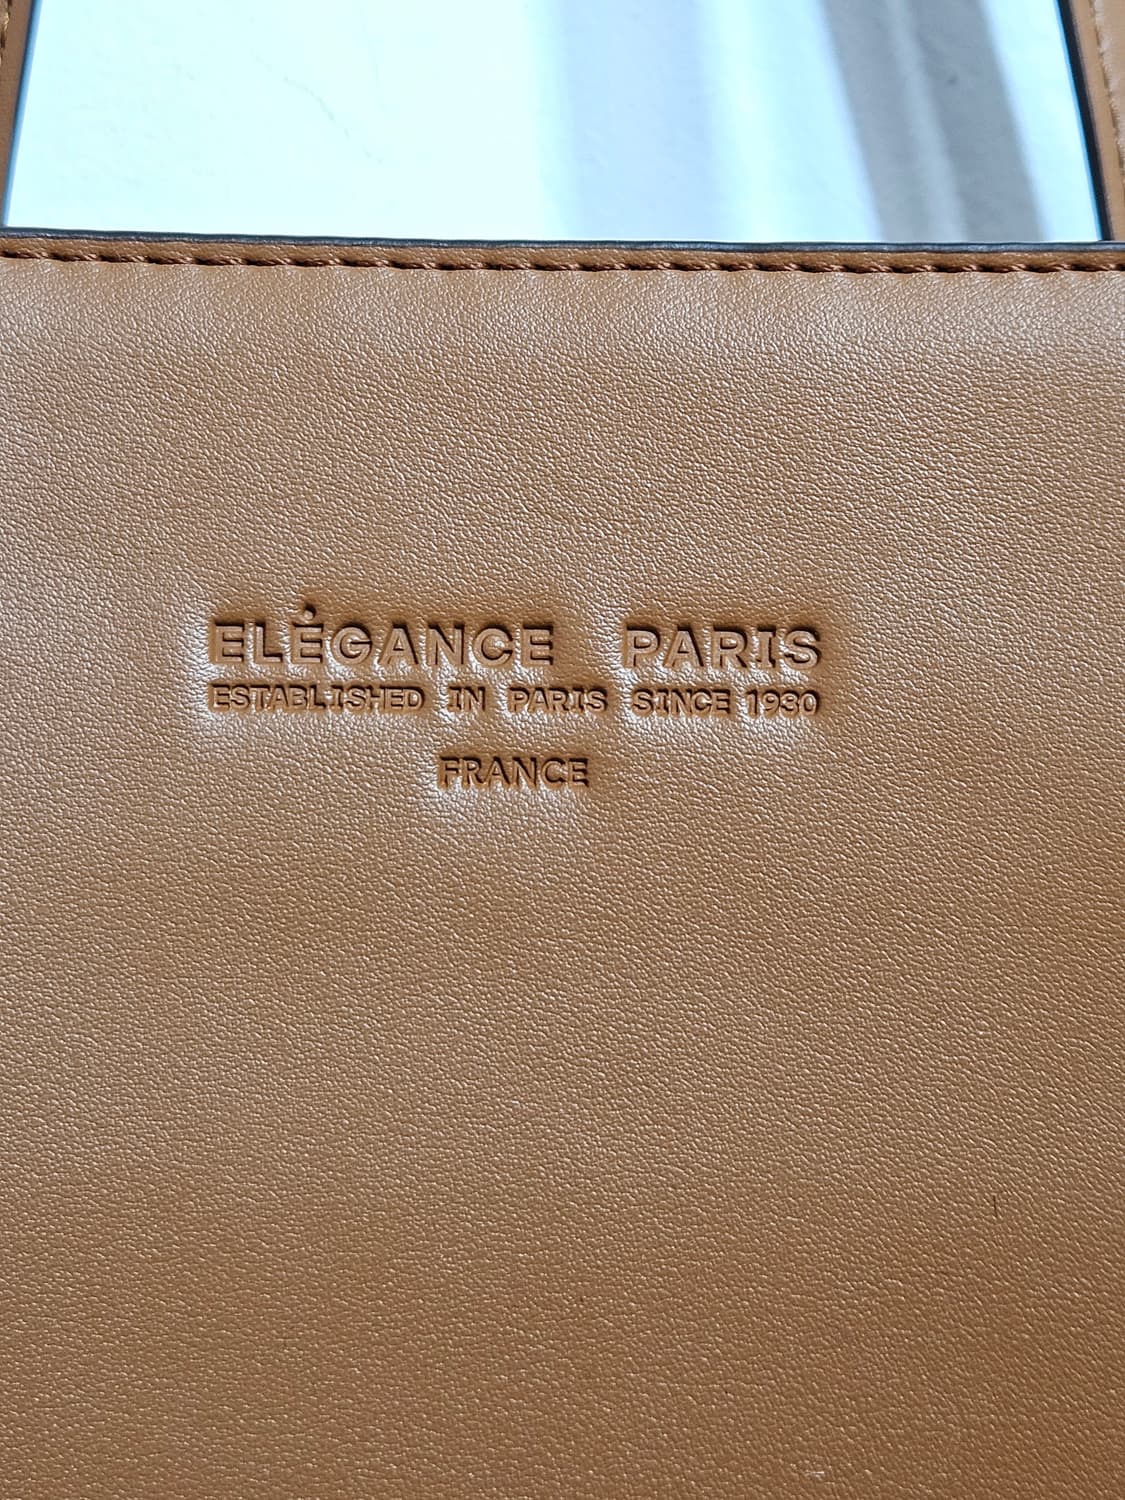 ELÉGANCE PARIS
ESTABLISHED IN PARIS SINCE 1930
FRANCE